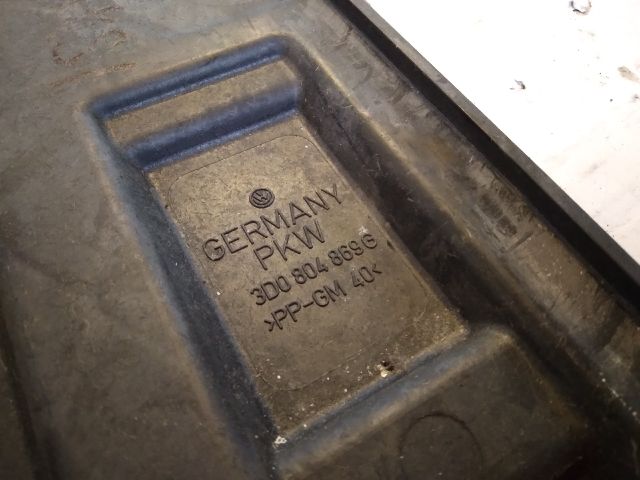 GERMANY
PKW
3D0 804 869 G
>PP-GM 40<